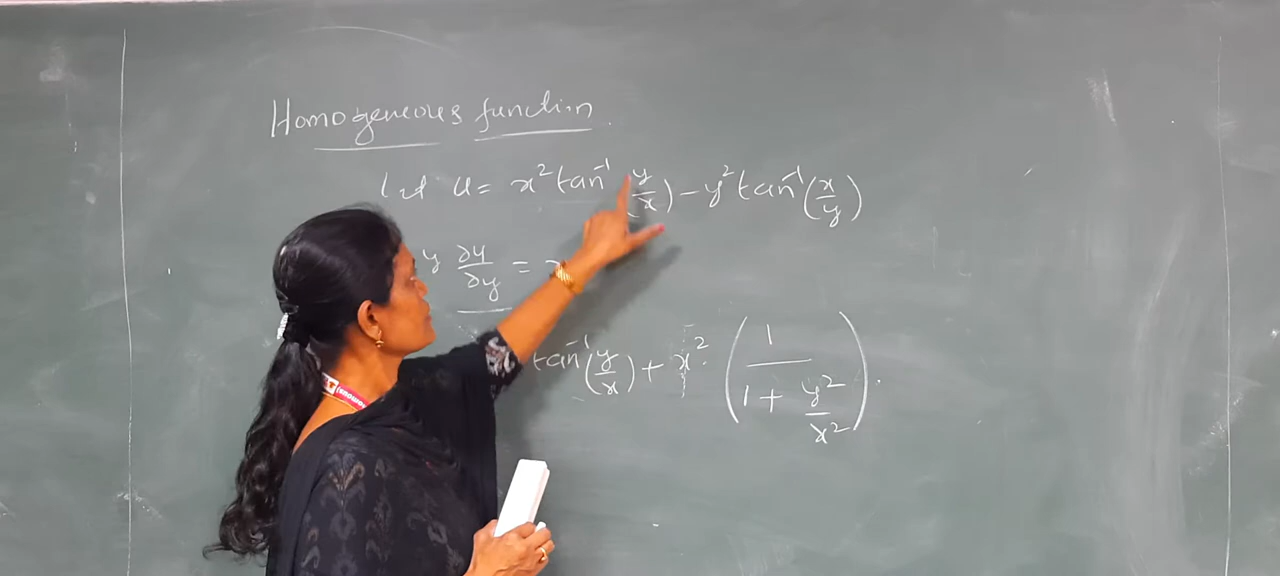 Homogeneous function.
Let u = x² tan⁻¹ (y/x) − y² tan⁻¹ (x/y)
y ∂u/∂y =
tan⁻¹ (y/x) + x² · (1/(1 + y²/x²)).